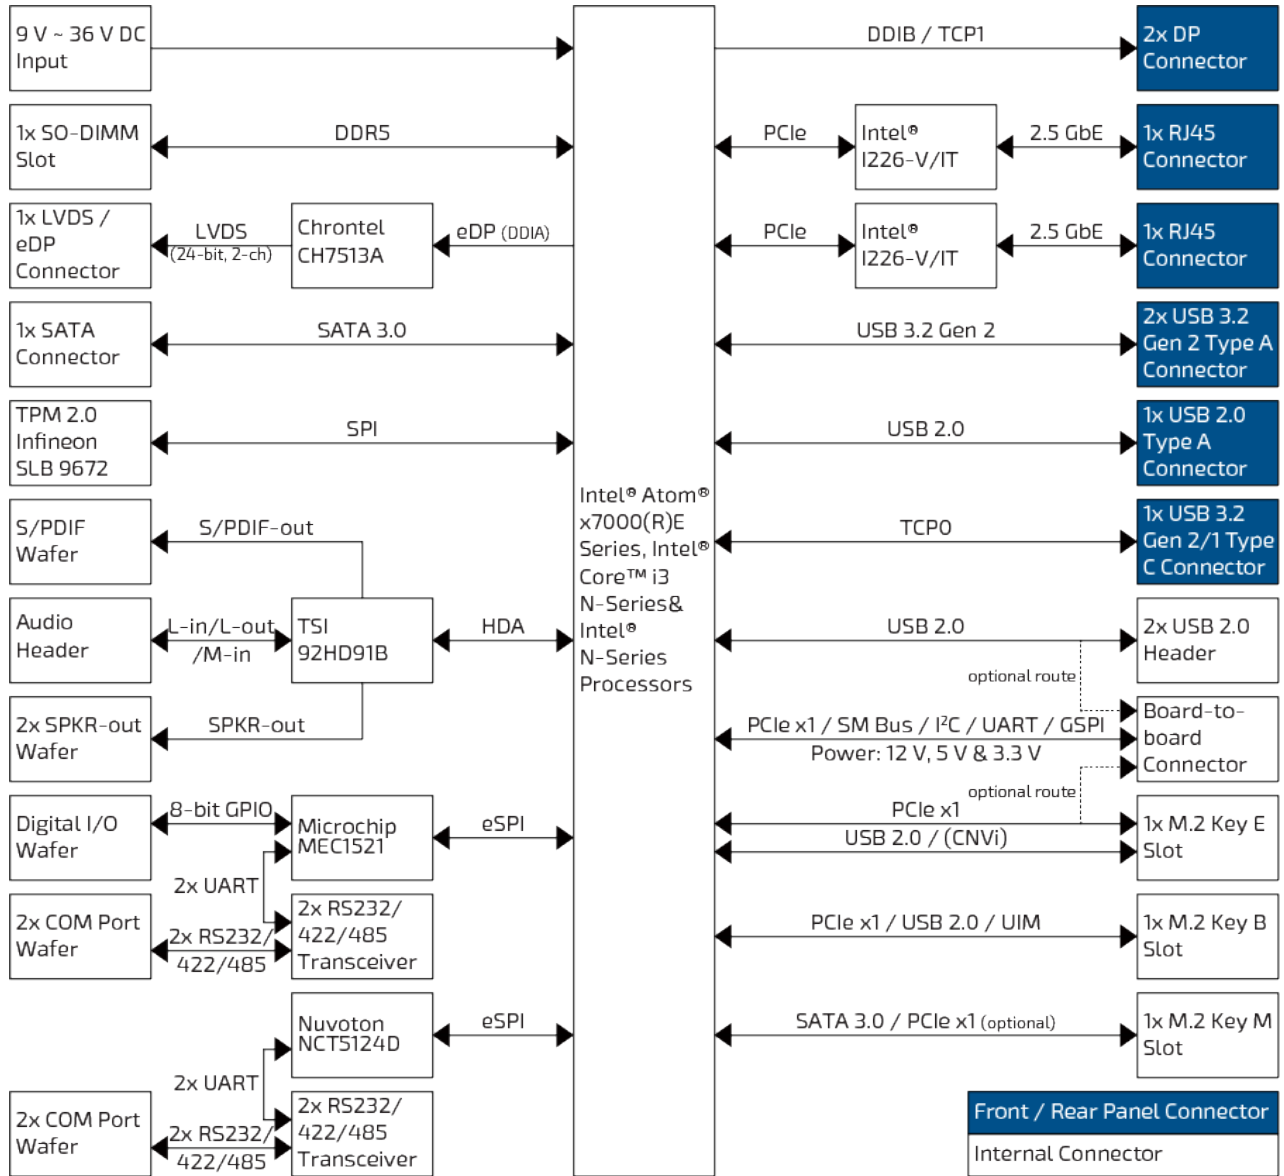 9 V ~ 36 V DC
Input
DDIB / TCP1
2x DP
Connector
1x SO-DIMM
Slot
DDR5
PCIe
Intel®
I226-V/IT
2.5 GbE
1x RJ45
Connector
1x LVDS /
eDP
Connector
LVDS
(24-bit, 2-ch)
Chrontel
CH7513A
eDP (DDIA)
PCIe
Intel®
I226-V/IT
2.5 GbE
1x RJ45
Connector
1x SATA
Connector
SATA 3.0
USB 3.2 Gen 2
2x USB 3.2
Gen 2 Type A
Connector
TPM 2.0
Infineon
SLB 9672
SPI
USB 2.0
1x USB 2.0
Type A
Connector
Intel® Atom®
x7000(R)E
Series, Intel®
Core™ i3
N-Series&
Intel®
N-Series
Processors
S/PDIF
Wafer
S/PDIF-out
TCP0
1x USB 3.2
Gen 2/1 Type
C Connector
Audio
Header
L-in/L-out
/M-in
TSI
92HD91B
HDA
USB 2.0
2x USB 2.0
Header
optional route
2x SPKR-out
Wafer
SPKR-out
PCIe x1 / SM Bus / I²C / UART / GSPI
Power: 12 V, 5 V & 3.3 V
Board-to-
board
Connector
optional route
Digital I/O
Wafer
8-bit GPIO
Microchip
MEC1521
eSPI
PCIe x1
USB 2.0 / (CNVi)
1x M.2 Key E
Slot
2x UART
2x COM Port
Wafer
2x RS232/
422/485
2x RS232/
422/485
Transceiver
PCIe x1 / USB 2.0 / UIM
1x M.2 Key B
Slot
Nuvoton
NCT5124D
eSPI
SATA 3.0 / PCIe x1 (optional)
1x M.2 Key M
Slot
2x UART
2x COM Port
Wafer
2x RS232/
422/485
2x RS232/
422/485
Transceiver
Front / Rear Panel Connector
Internal Connector